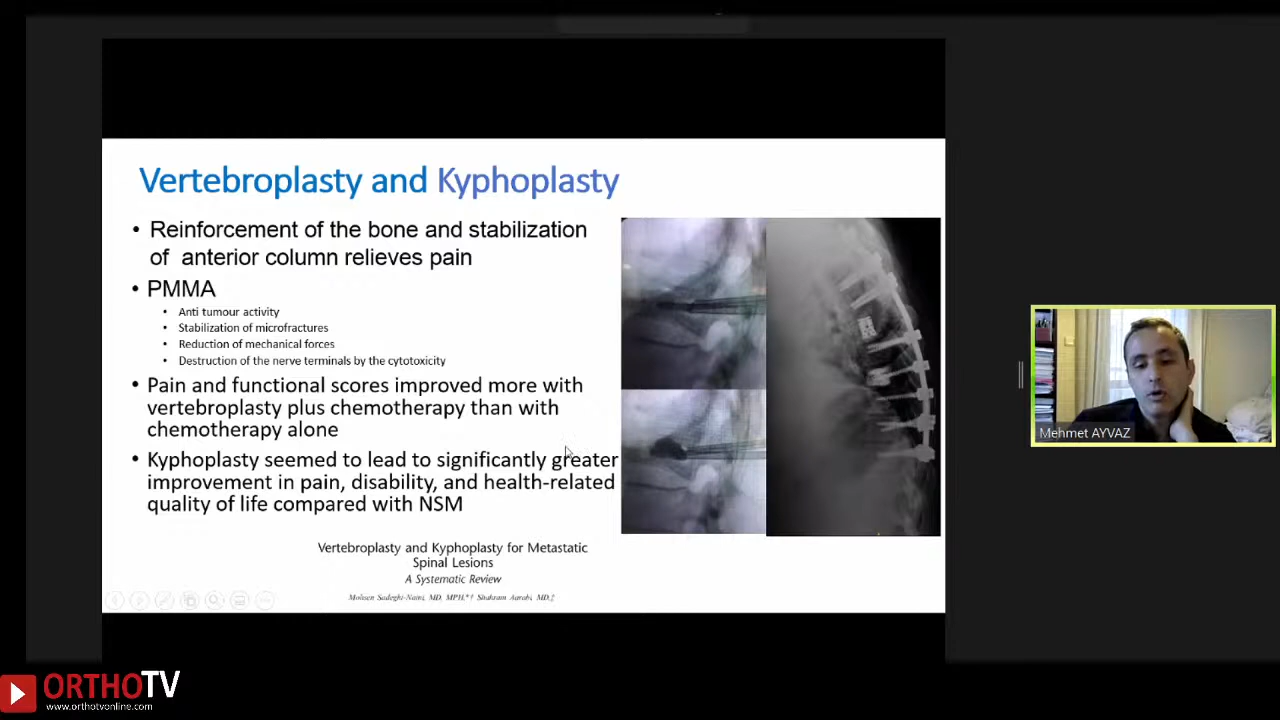 Vertebroplasty and Kyphoplasty
• Reinforcement of the bone and stabilization
of anterior column relieves pain
• PMMA
• Anti tumour activity
• Stabilization of microfractures
• Reduction of mechanical forces
• Destruction of the nerve terminals by the cytotoxicity
• Pain and functional scores improved more with
vertebroplasty plus chemotherapy than with
chemotherapy alone
• Kyphoplasty seemed to lead to significantly greater
improvement in pain, disability, and health-related
quality of life compared with NSM
Vertebroplasty and Kyphoplasty for Metastatic
Spinal Lesions
A Systematic Review
MD, MPH, MD,
Mehmet AYVAZ
ORTHOTV
www.orthotvonline.com